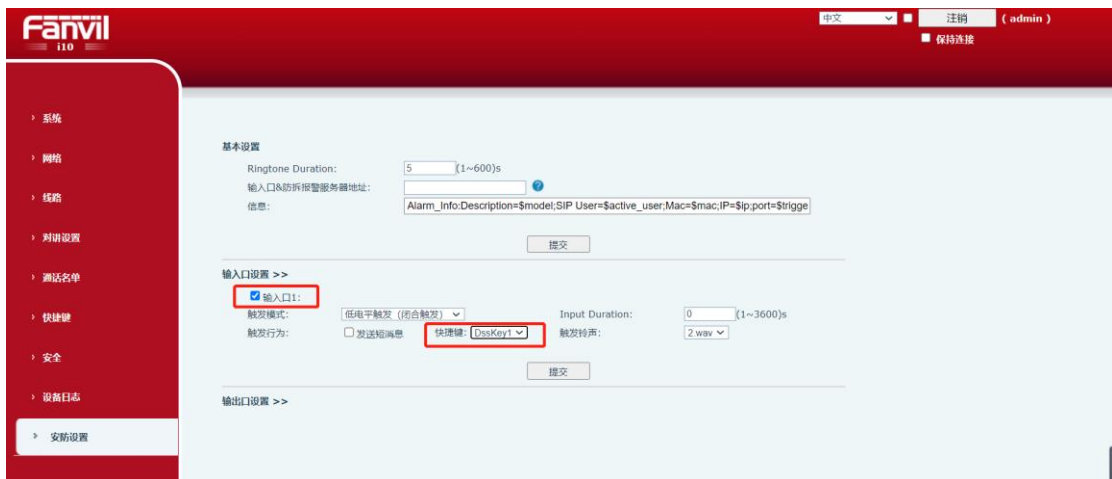 Fanvil
i10
中文 注销 ( admin )
保持连接
› 系统
› 网络
› 线路
› 对讲设置
› 通话名单
› 快捷键
› 安全
› 设备日志
› 安防设置
基本设置
Ringtone Duration: 5 (1~600)s
输入口&防拆报警服务器地址:
信息: Alarm_Info:Description=$model;SIP User=$active_user;Mac=$mac;IP=$ip;port=$trigge
提交
输入口设置 >>
输入口1:
触发模式: 低电平触发 (闭合触发) Input Duration: 0 (1~3600)s
触发行为: 发送短消息 快捷键: DssKey1 触发铃声: 2.wav
提交
输出口设置 >>